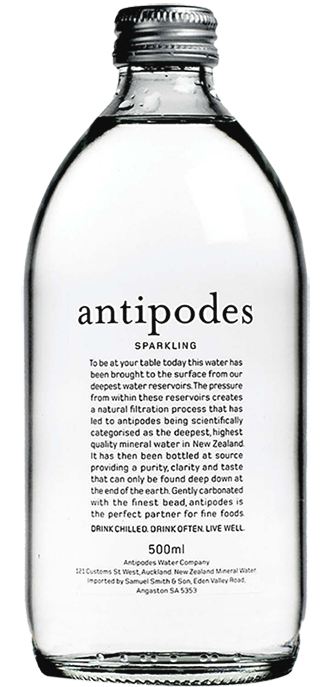 antipodes
SPARKLING
To be at your table today this water has
been brought to the surface from our
deepest water reservoirs. The pressure
from within these reservoirs creates
a natural filtration process that has
led to antipodes being scientifically
categorised as the deepest, highest
quality mineral water in New Zealand.
It has then been bottled at source
providing a purity, clarity and taste
that can only be found deep down at
the end of the earth. Gently carbonated
with the finest bead, antipodes is
the perfect partner for fine foods.
DRINK CHILLED. DRINK OFTEN. LIVE WELL.
500ml
Antipodes Water Company
121 Customs St West, Auckland. New Zealand Mineral Water.
Imported by Samuel Smith & Son, Eden Valley Road,
Angaston SA 5353